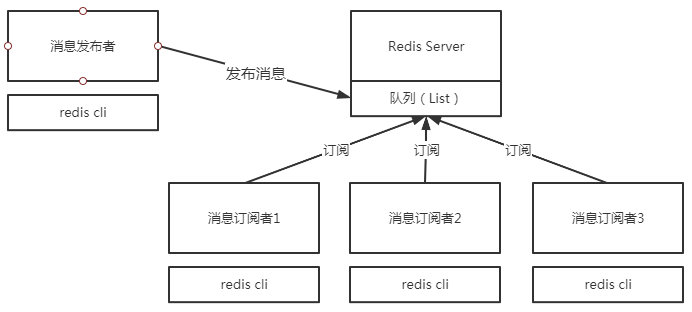 消息发布者
Redis Server
发布消息
队列（List）
redis cli
订阅
订阅
订阅
消息订阅者1
消息订阅者2
消息订阅者3
redis cli
redis cli
redis cli